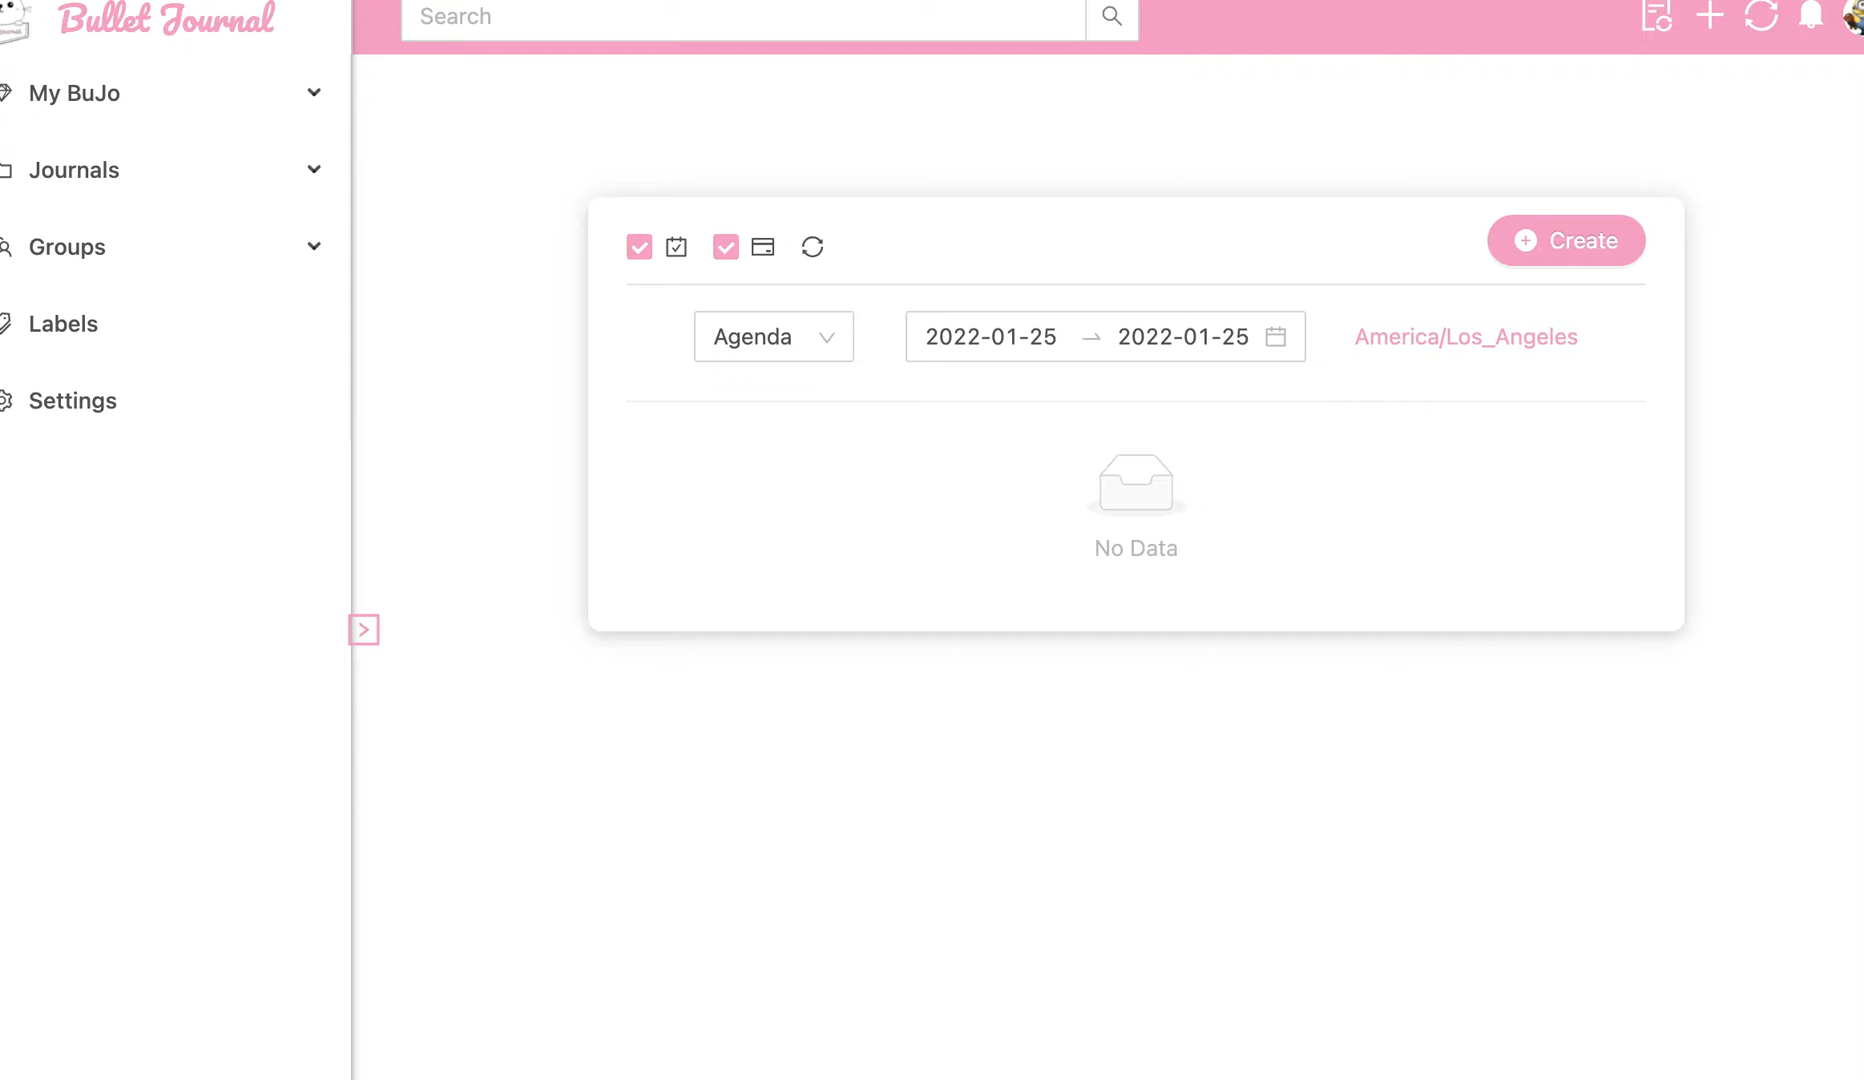 Bullet Journal
Search
My BuJo
Journals
Groups
Labels
Settings
Create
Agenda
2022-01-25 → 2022-01-25
America/Los_Angeles
No Data